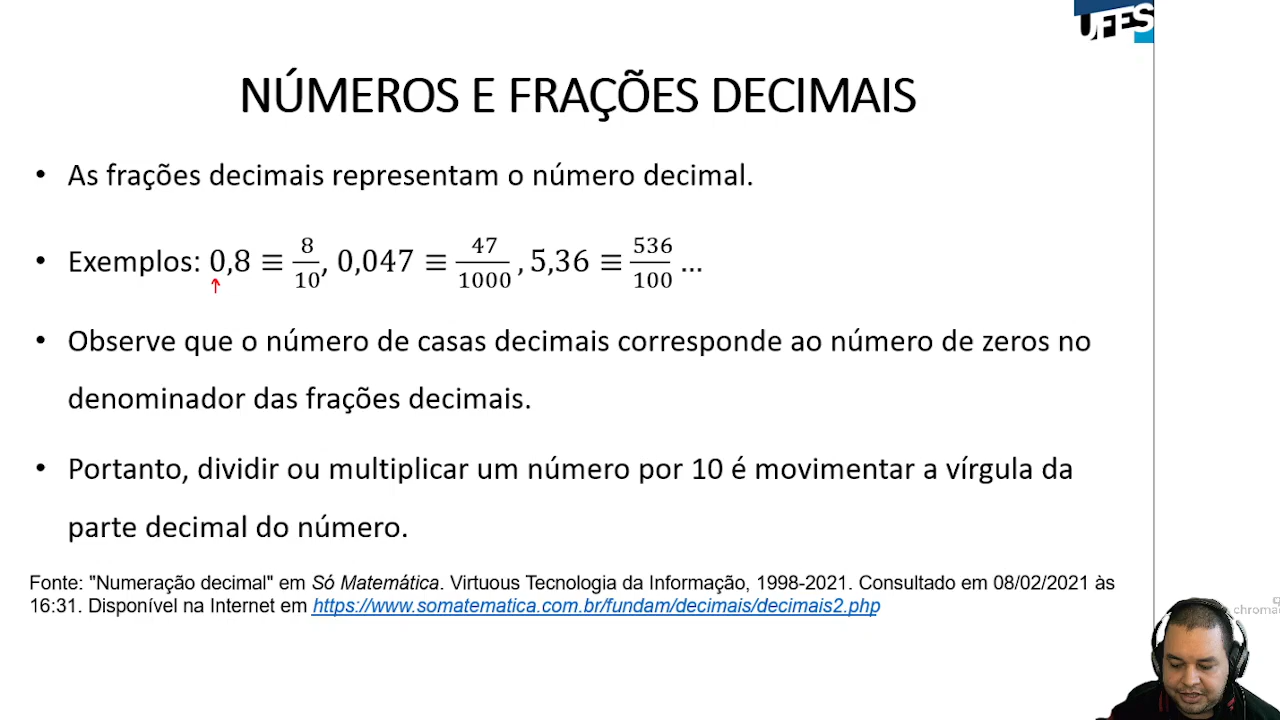 UFES
NÚMEROS E FRAÇÕES DECIMAIS
• As frações decimais representam o número decimal.
• Exemplos: 0,8 ≡ 8/10, 0,047 ≡ 47/1000 , 5,36 ≡ 536/100 ...
• Observe que o número de casas decimais corresponde ao número de zeros no
denominador das frações decimais.
• Portanto, dividir ou multiplicar um número por 10 é movimentar a vírgula da
parte decimal do número.
Fonte: "Numeração decimal" em Só Matemática. Virtuous Tecnologia da Informação, 1998-2021. Consultado em 08/02/2021 às
16:31. Disponível na Internet em https://www.somatematica.com.br/fundam/decimais/decimais2.php